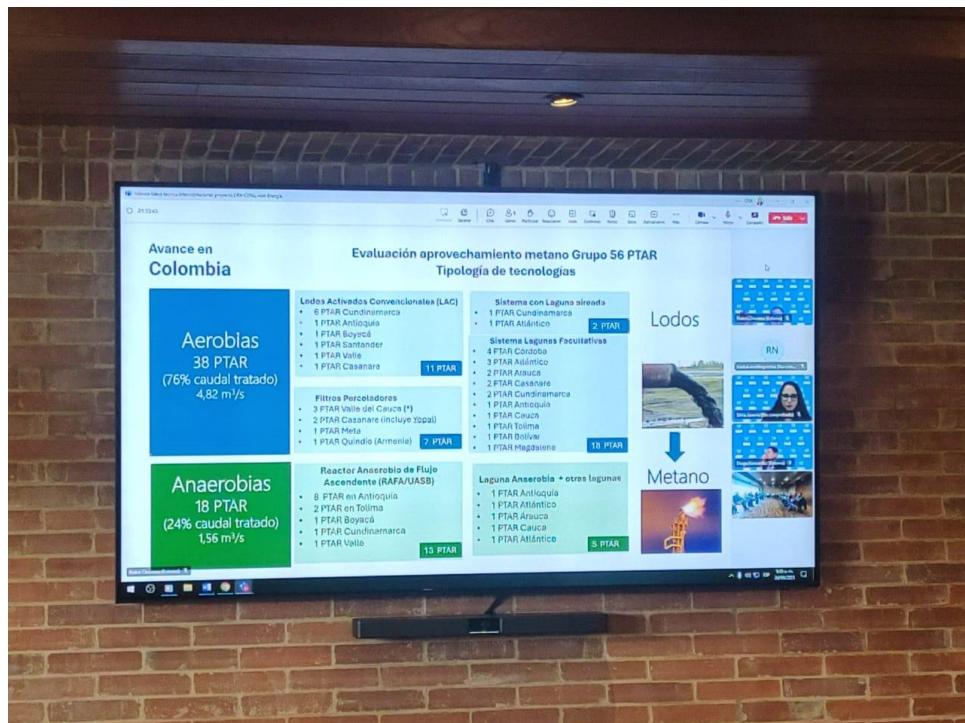 Avance en
Colombia
Evaluación aprovechamiento metano Grupo 56 PTAR
Tipología de tecnologías
Aerobias
38 PTAR
(76% caudal tratado)
4,82 m³/s
Lodos Activados Convencionales (LAC)
• 6 PTAR Cundinamarca
• 1 PTAR Antioquia
• 1 PTAR Boyacá
• 1 PTAR Santander
• 1 PTAR Valle
• 1 PTAR Casanare
11 PTAR
Filtros Percoladores
• 3 PTAR Valle del Cauca (*)
• 2 PTAR Casanare (incluye Yopal)
• 1 PTAR Meta
• 1 PTAR Quindío (Armenia)
7 PTAR
Sistema con Laguna aireada
• 1 PTAR Cundinamarca
• 1 PTAR Atlántico
2 PTAR
Sistema Lagunas Facultativas
• 4 PTAR Córdoba
• 3 PTAR Atlántico
• 2 PTAR Arauca
• 2 PTAR Casanare
• 2 PTAR Cundinamarca
• 1 PTAR Antioquia
• 1 PTAR Cauca
• 1 PTAR Tolima
• 1 PTAR Bolívar
• 1 PTAR Magdalena
18 PTAR
Anaerobias
18 PTAR
(24% caudal tratado)
1,56 m³/s
Reactor Anaerobio de Flujo
Ascendente (RAFA/UASB)
• 8 PTAR en Antioquia
• 2 PTAR en Tolima
• 1 PTAR Boyacá
• 1 PTAR Cundinamarca
• 1 PTAR Valle
13 PTAR
Laguna Anaerobia + otras lagunas
• 1 PTAR Antioquia
• 1 PTAR Atlántico
• 1 PTAR Arauca
• 1 PTAR Cauca
• 1 PTAR Atlántico
5 PTAR
Lodos
Metano
RN